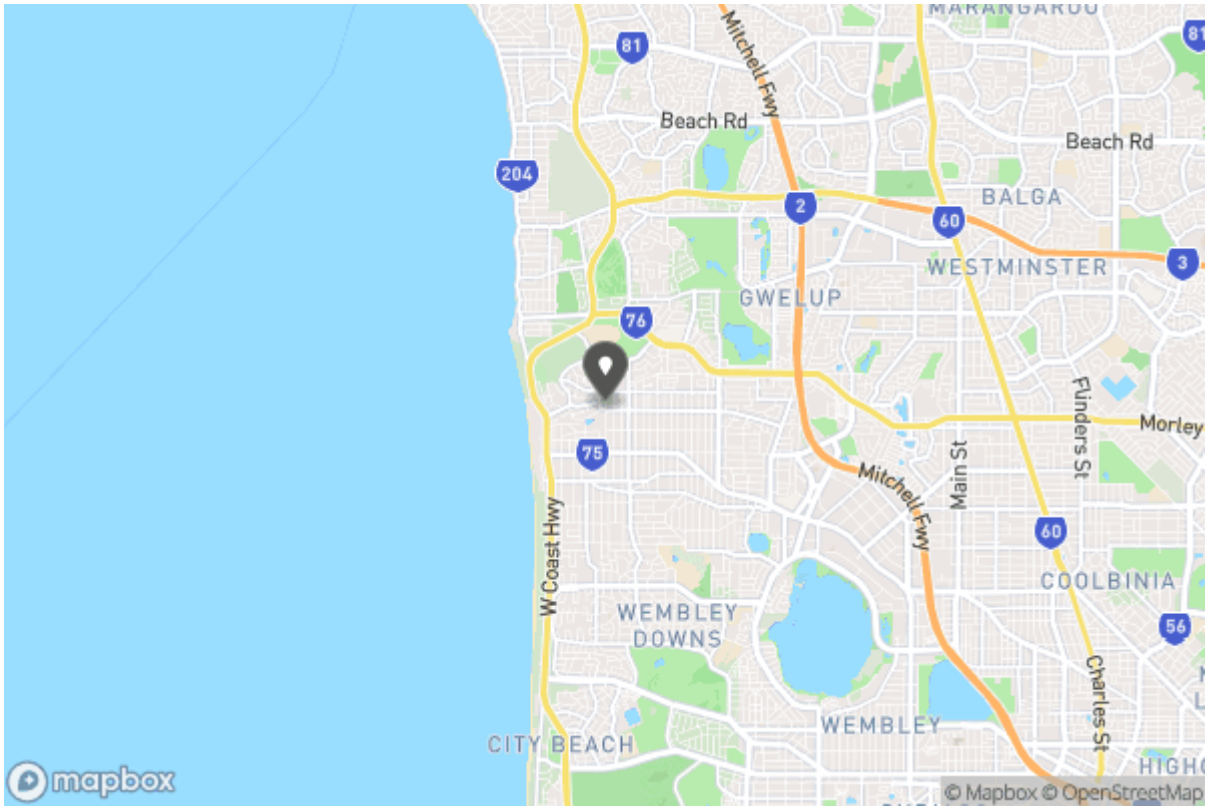 MARANGAROO
81
81
Mitchell Fwy
Beach Rd
Beach Rd
204
BALGA
2
60
WESTMINSTER
3
GWELUP
76
Flinders St
Morley
75
Main St
Mitchell Fwy
W Coast Hwy
60
COOLBINIA
WEMBLEY
DOWNS
56
Charles St
WEMBLEY
CITY BEACH
HIGHG
mapbox
© Mapbox © OpenStreetMap